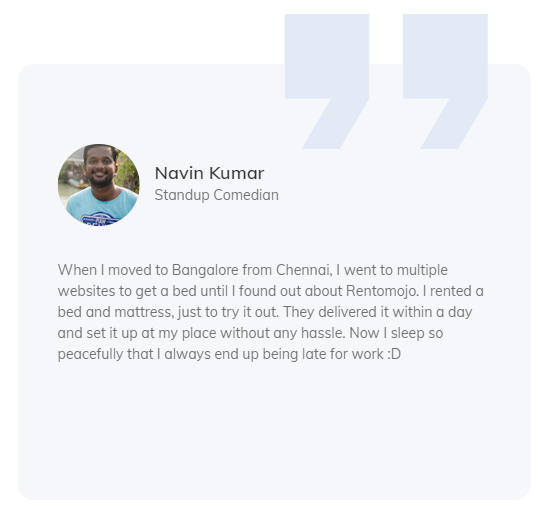 Navin Kumar
Standup Comedian
When I moved to Bangalore from Chennai, I went to multiple
websites to get a bed until I found out about Rentomojo. I rented a
bed and mattress, just to try it out. They delivered it within a day
and set it up at my place without any hassle. Now I sleep so
peacefully that I always end up being late for work :D